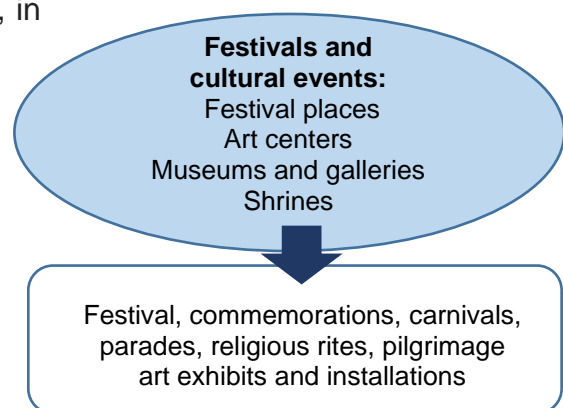 , in
Festivals and
cultural events:
Festival places
Art centers
Museums and galleries
Shrines
Festival, commemorations, carnivals,
parades, religious rites, pilgrimage
art exhibits and installations